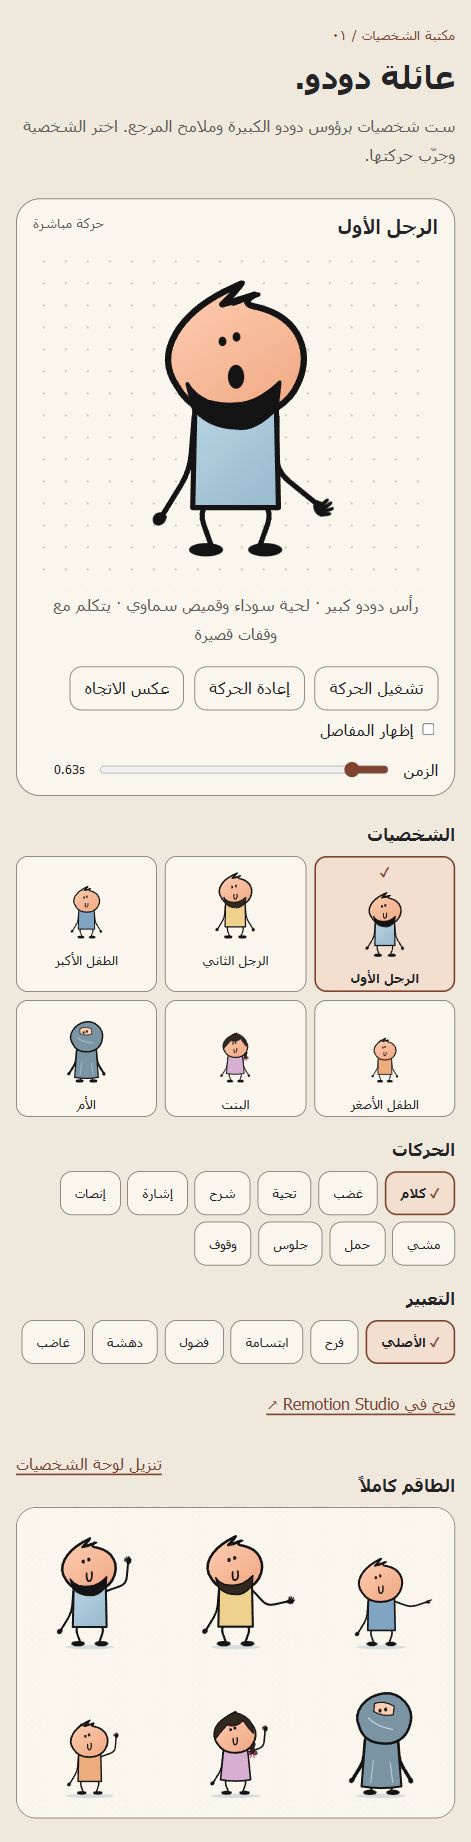 مكتبة الشخصيات / ٠١
عائلة دودو.
ست شخصيات برؤوس دودو الكبيرة وملامح المرجع. اختر الشخصية
وجرّب حركتها.
الرجل الأول
حركة مباشرة
رأس دودو كبير · لحية سوداء وقميص سماوي · يتكلم مع
وقفات قصيرة
تشغيل الحركة
إعادة الحركة
عكس الاتجاه
إظهار المفاصل
الزمن
0.63s
الشخصيات
✓
الرجل الأول
الرجل الثاني
الطفل الأكبر
الطفل الأصغر
البنت
الأم
الحركات
✓ كلام
غضب
تحية
شرح
إشارة
إنصات
مشي
حمل
جلوس
وقوف
التعبير
✓ الأصلي
فرح
ابتسامة
فضول
دهشة
غاضب
فتح في Remotion Studio ↗
تنزيل لوحة الشخصيات
الطاقم كاملاً